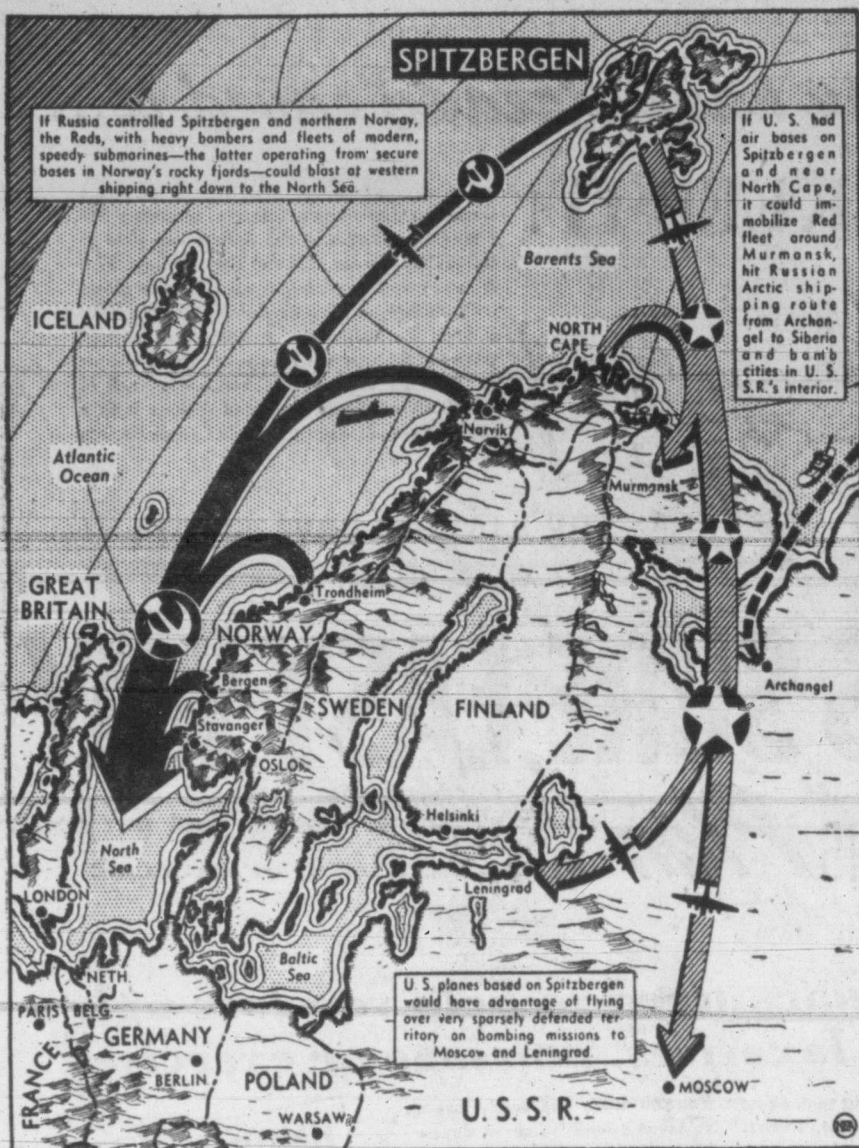 SPITZBERGEN
If Russia controlled Spitzbergen and northern Norway,
the Reds, with heavy bombers and fleets of modern,
speedy submarines—the latter operating from secure
bases in Norway's rocky fjords—could blast at western
shipping right down to the North Sea.
If U. S. had
air bases on
Spitzbergen
and near
North Cape,
it could im-
mobilize Red
fleet around
Murmansk,
hit Russian
Arctic ship-
ping route
from Archan-
gel to Siberia
and bomb
cities in U. S.
S.R.'s interior.
Barents Sea
ICELAND
NORTH
CAPE
Narvik
Atlantic
Ocean
Murmansk
GREAT
BRITAIN
Trondheim
NORWAY
Bergen
Archangel
SWEDEN
FINLAND
Stavanger
OSLO
Helsinki
North
Sea
Leningrad
LONDON
Baltic
Sea
NETH.
U. S. planes based on Spitzbergen
would have advantage of flying
over very sparsely defended ter-
ritory on bombing missions to
Moscow and Leningrad.
PARIS
BELG.
GERMANY
FRANCE
BERLIN
POLAND
MOSCOW
WARSAW
U. S. S. R.
NEA